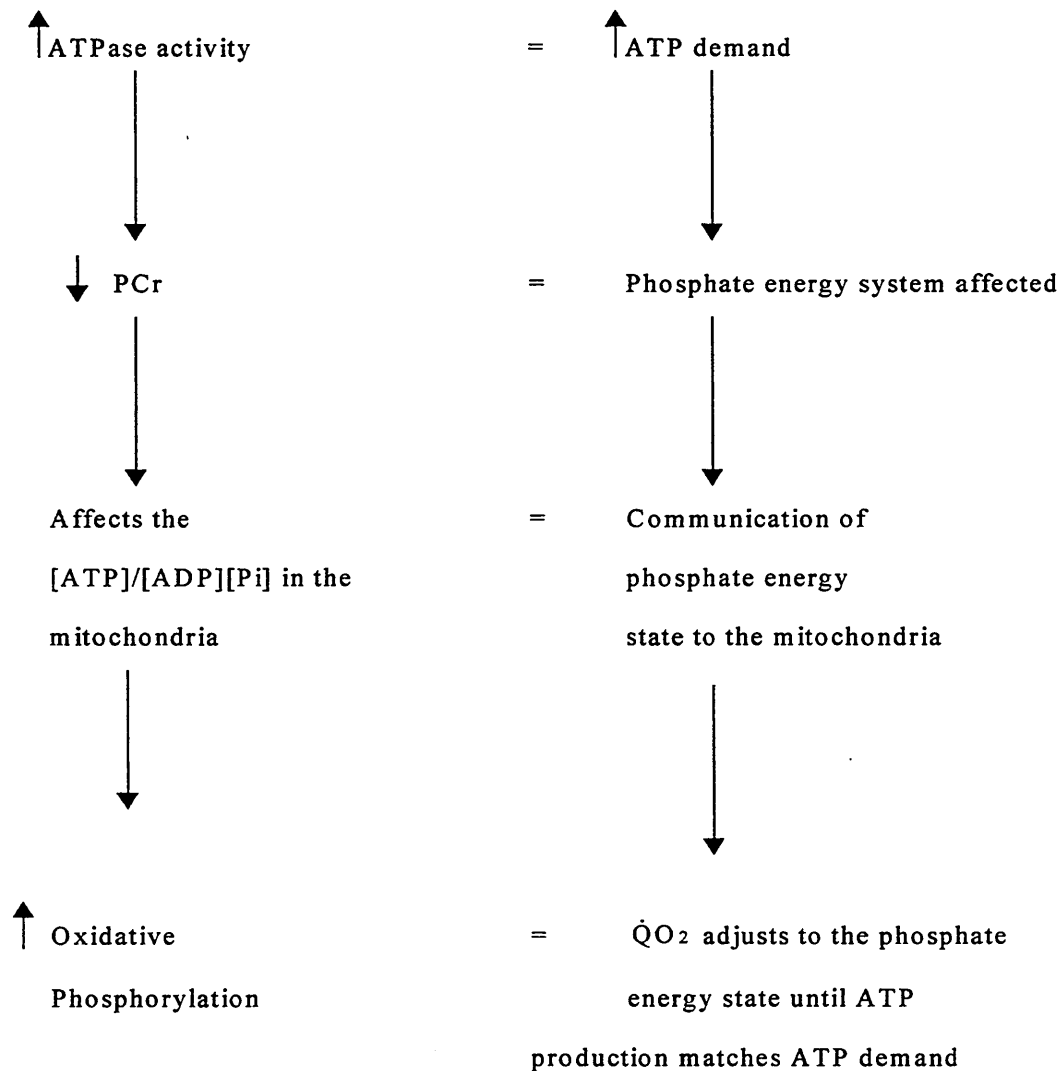 ↑ATPase activity = ↑ATP demand
↓ PCr = Phosphate energy system affected
Affects the = Communication of
[ATP]/[ADP][Pi] in the phosphate energy
mitochondria state to the mitochondria
↑ Oxidative = Q̇O2 adjusts to the phosphate
Phosphorylation energy state until ATP
production matches ATP demand